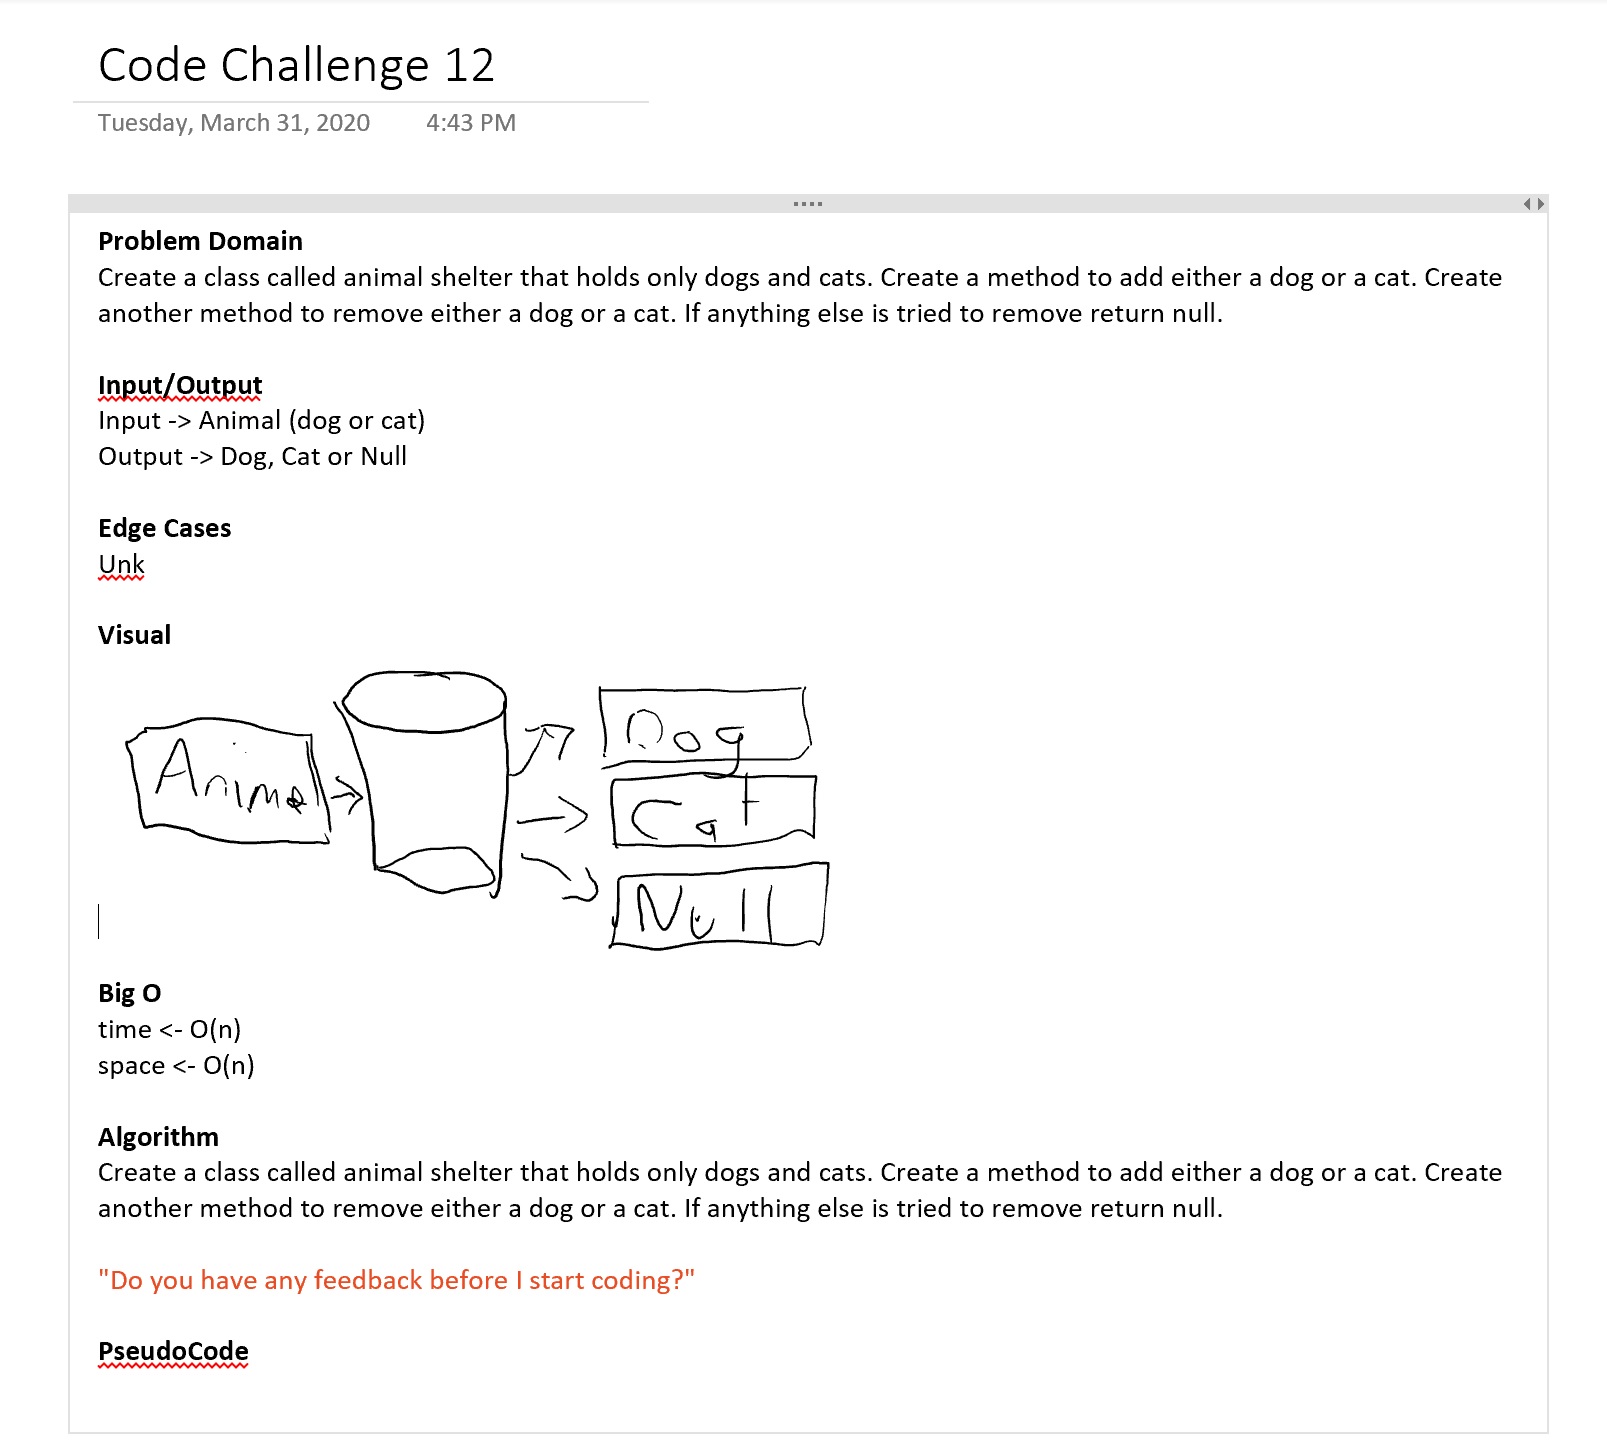 Code Challenge 12
Tuesday, March 31, 2020 4:43 PM
Problem Domain
Create a class called animal shelter that holds only dogs and cats. Create a method to add either a dog or a cat. Create
another method to remove either a dog or a cat. If anything else is tried to remove return null.
Input/Output
Input -> Animal (dog or cat)
Output -> Dog, Cat or Null
Edge Cases
Unk
Visual
Animal
Dog
Cat
Null
Big O
time <- O(n)
space <- O(n)
Algorithm
Create a class called animal shelter that holds only dogs and cats. Create a method to add either a dog or a cat. Create
another method to remove either a dog or a cat. If anything else is tried to remove return null.
"Do you have any feedback before I start coding?"
PseudoCode